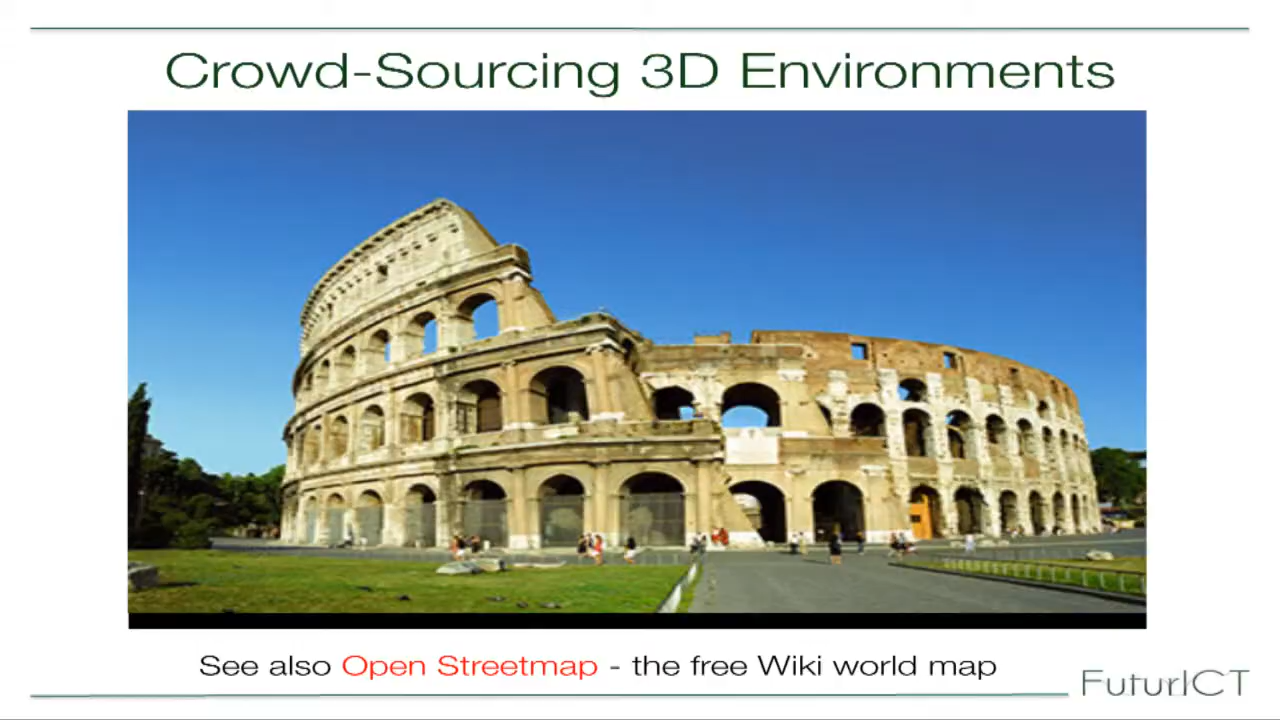 Crowd-Sourcing 3D Environments
See also Open Streetmap - the free Wiki world map
FuturICT